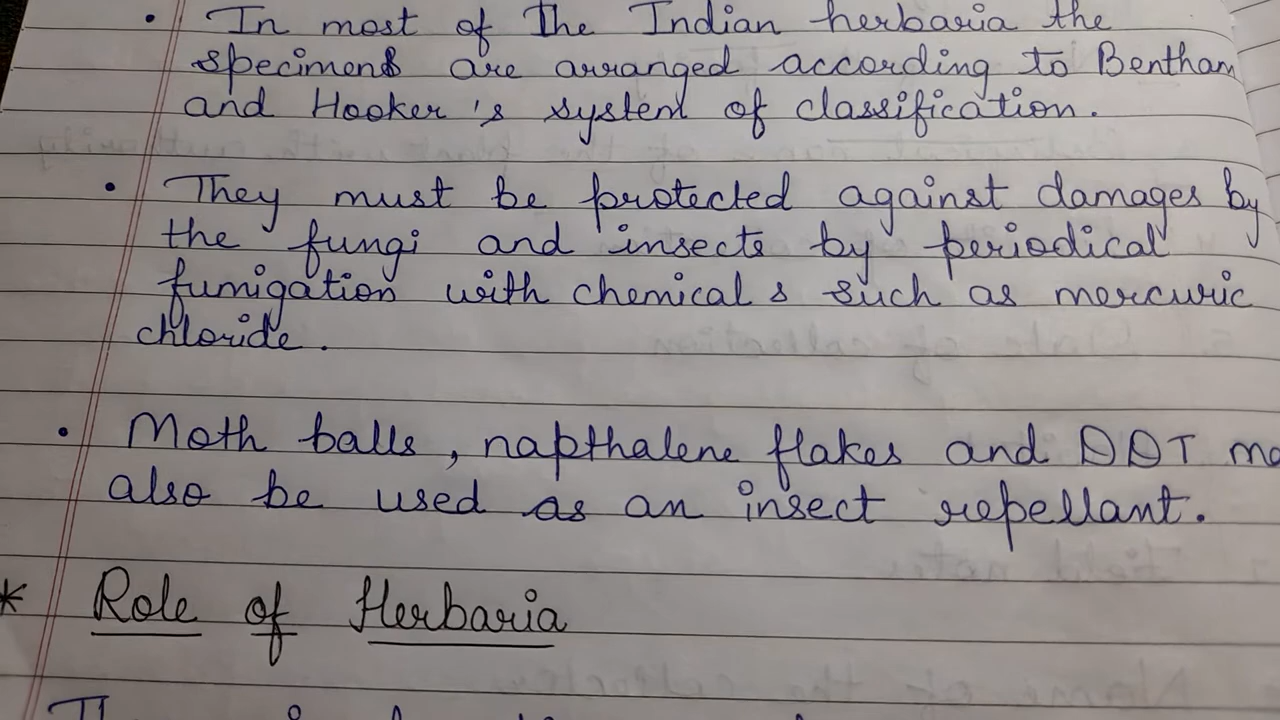 • In most of the Indian herbaria the
specimens are arranged according to Bentham
and Hooker's system of classification.
• They must be protected against damages by
the fungi and insects by periodical
fumigation with chemicals such as mercuric
chloride.
• Moth balls, napthalene flakes and DDT
also be used as an insect repellant.
* Role of Herbaria